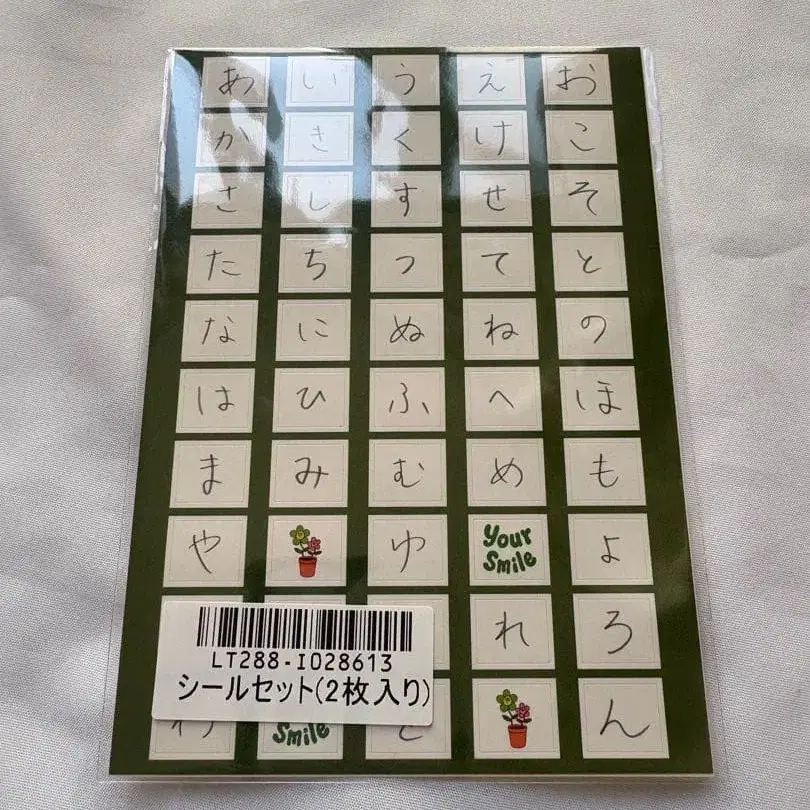 あ い う え お
か き く け こ
さ し す せ そ
た ち つ て と
な に ぬ ね の
は ひ ふ へ ほ
ま み む め も
や ゆ Your Smile よ
れ ろ
LT288-I028613
シールセット(2枚入り)
Smile ん